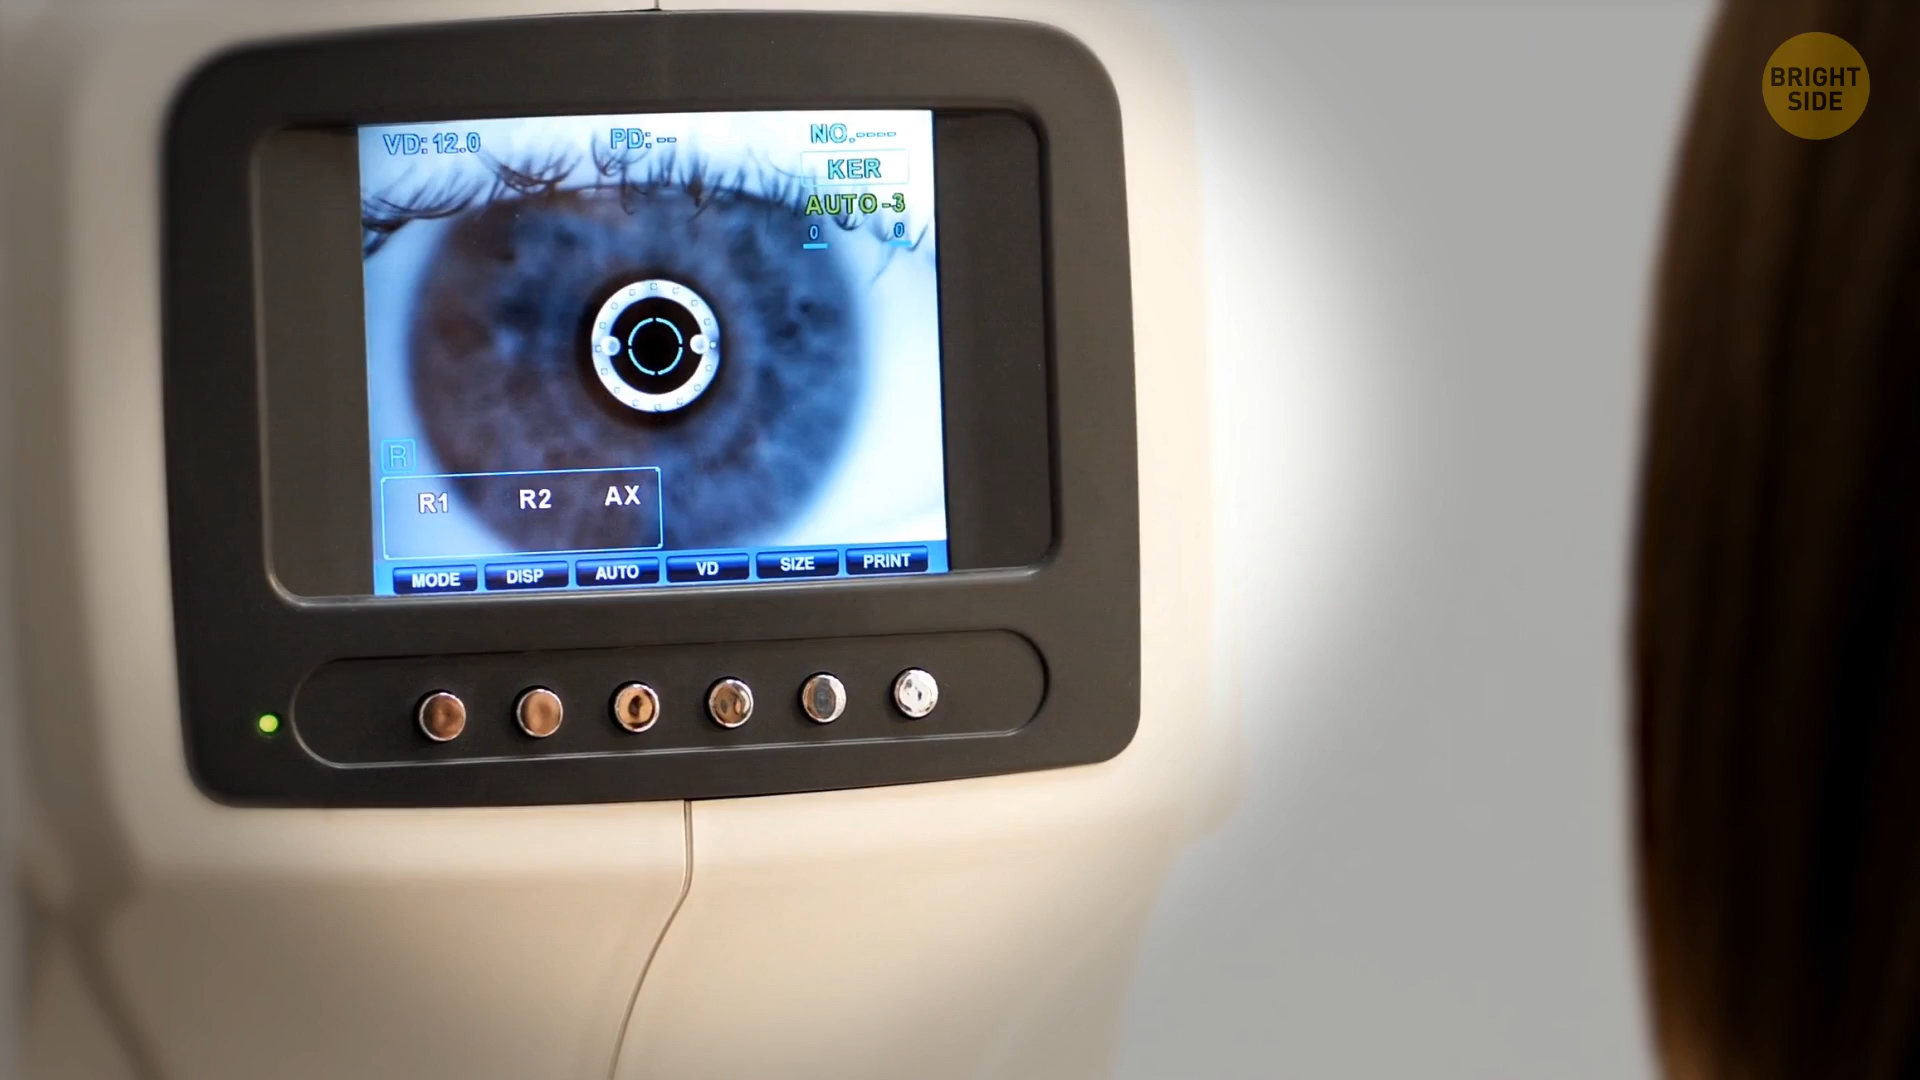 BRIGHT
SIDE
VD: 12.0
PD: --
NO.----
KER
AUTO -3
0
0
R
R1
R2
AX
MODE
DISP
AUTO
VD
SIZE
PRINT